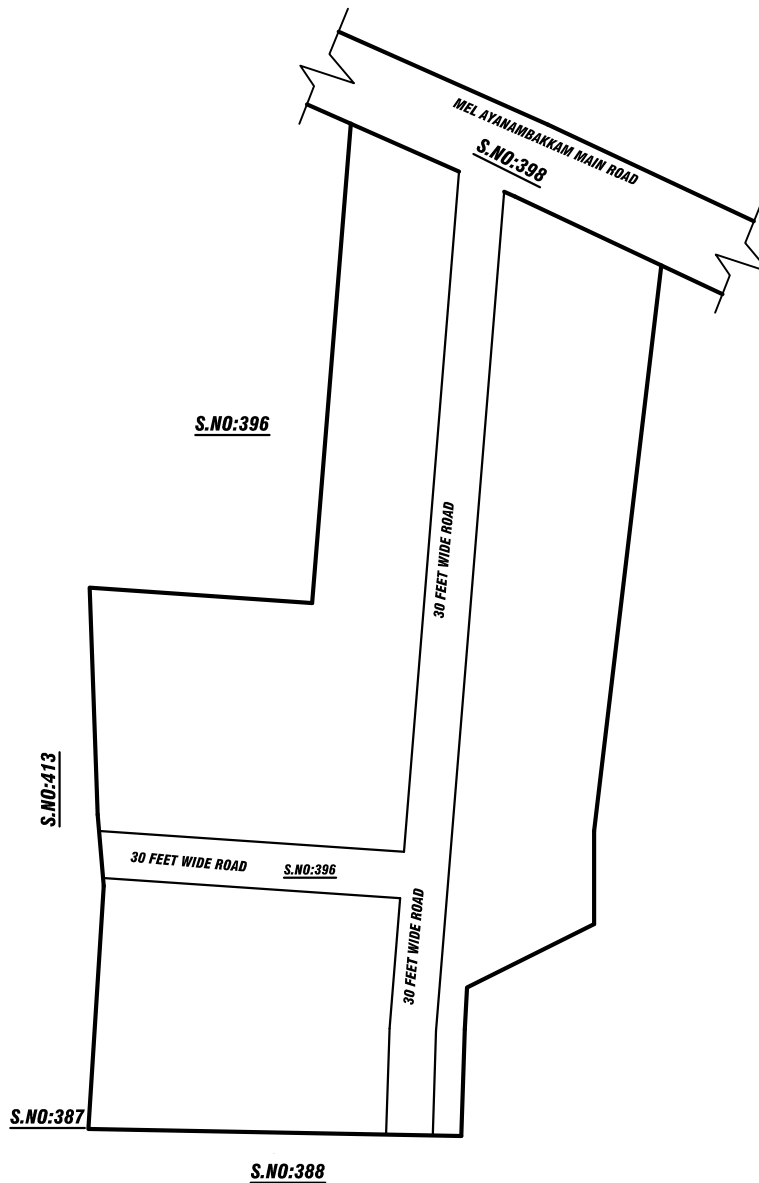 MEL AYANAMBAKKAM MAIN ROAD
S.NO:398
S.NO:396
30 FEET WIDE ROAD
S.NO:413
30 FEET WIDE ROAD
S.NO:396
30 FEET WIDE ROAD
S.NO:387
S.NO:388